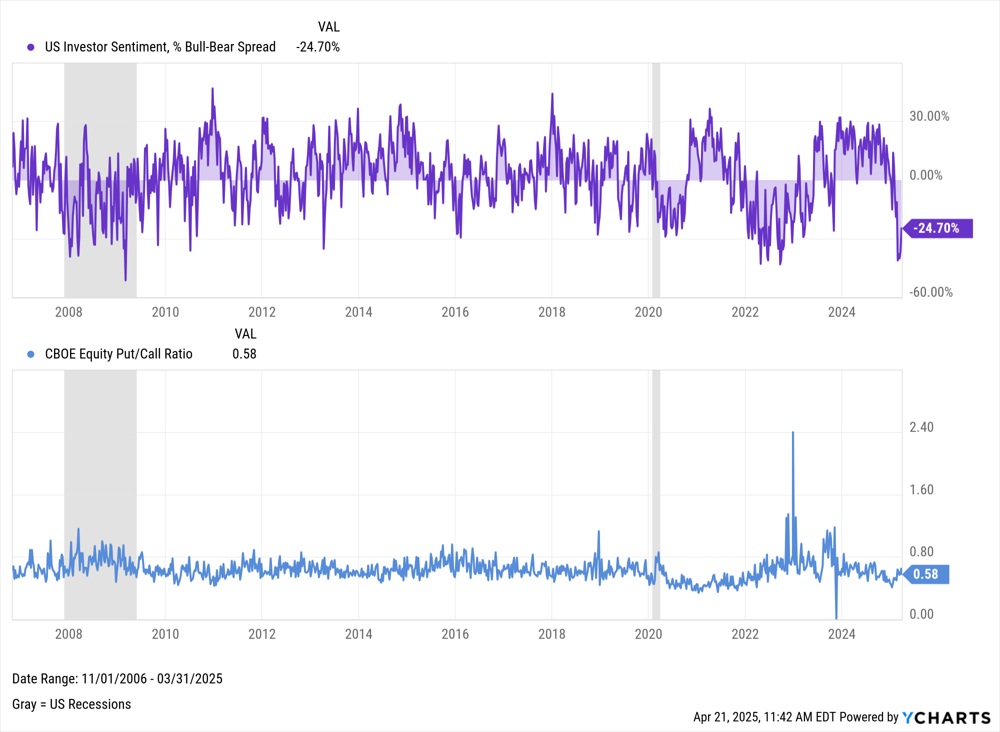 VAL
US Investor Sentiment, % Bull-Bear Spread -24.70%
30.00%
0.00%
-24.70%
-60.00%
2008 2010 2012 2014 2016 2018 2020 2022 2024
VAL
CBOE Equity Put/Call Ratio 0.58
2.40
1.60
0.80
0.58
0.00
2008 2010 2012 2014 2016 2018 2020 2022 2024
Date Range: 11/01/2006 - 03/31/2025
Gray = US Recessions
Apr 21, 2025, 11:42 AM EDT Powered by YCHARTS